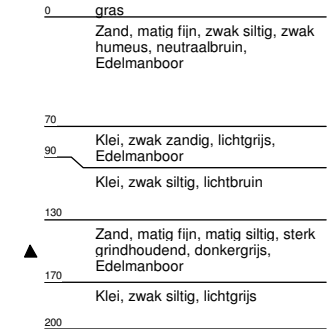 0 gras
Zand, matig fijn, zwak siltig, zwak
humeus, neutraalbruin,
Edelmanboor
70
Klei, zwak zandig, lichtgrijs,
Edelmanboor
90
Klei, zwak siltig, lichtbruin
130
Zand, matig fijn, matig siltig, sterk
grindhoudend, donkergrijs,
Edelmanboor
170
Klei, zwak siltig, lichtgrijs
200